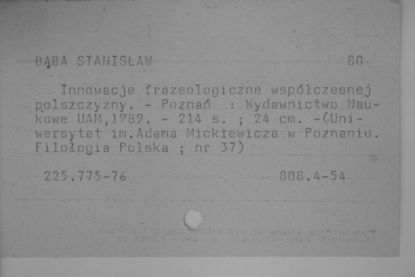 BĄBA STANISŁAW 80-
Innowacje frazeologiczne współczesnej
polszczyzny. - Poznań : Wydawnictwo Nau-
kowe UAM,1989. - 214 s. ; 24 cm. -(Uni-
wersytet im.Adama Mickiewicza w Poznaniu.
Filologia Polska ; nr 37)
225.775-76 808.4-54